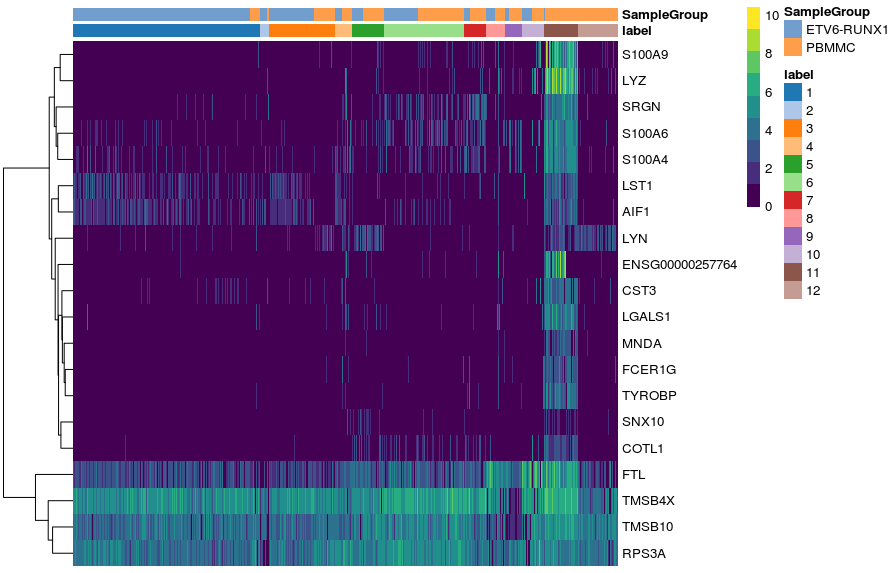 SampleGroup
label
S100A9
LYZ
SRGN
S100A6
S100A4
LST1
AIF1
LYN
ENSG00000257764
CST3
LGALS1
MNDA
FCER1G
TYROBP
SNX10
COTL1
FTL
TMSB4X
TMSB10
RPS3A
10
8
6
4
2
0
SampleGroup
ETV6-RUNX1
PBMMC
label
1
2
3
4
5
6
7
8
9
10
11
12